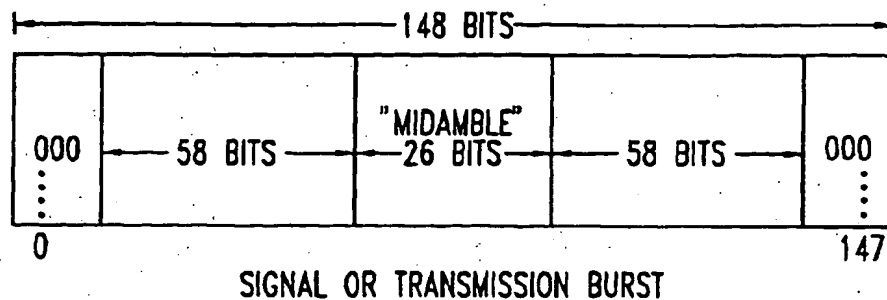 148 BITS
"MIDAMBLE"
000 58 BITS 26 BITS 58 BITS 000
0 147
SIGNAL OR TRANSMISSION BURST